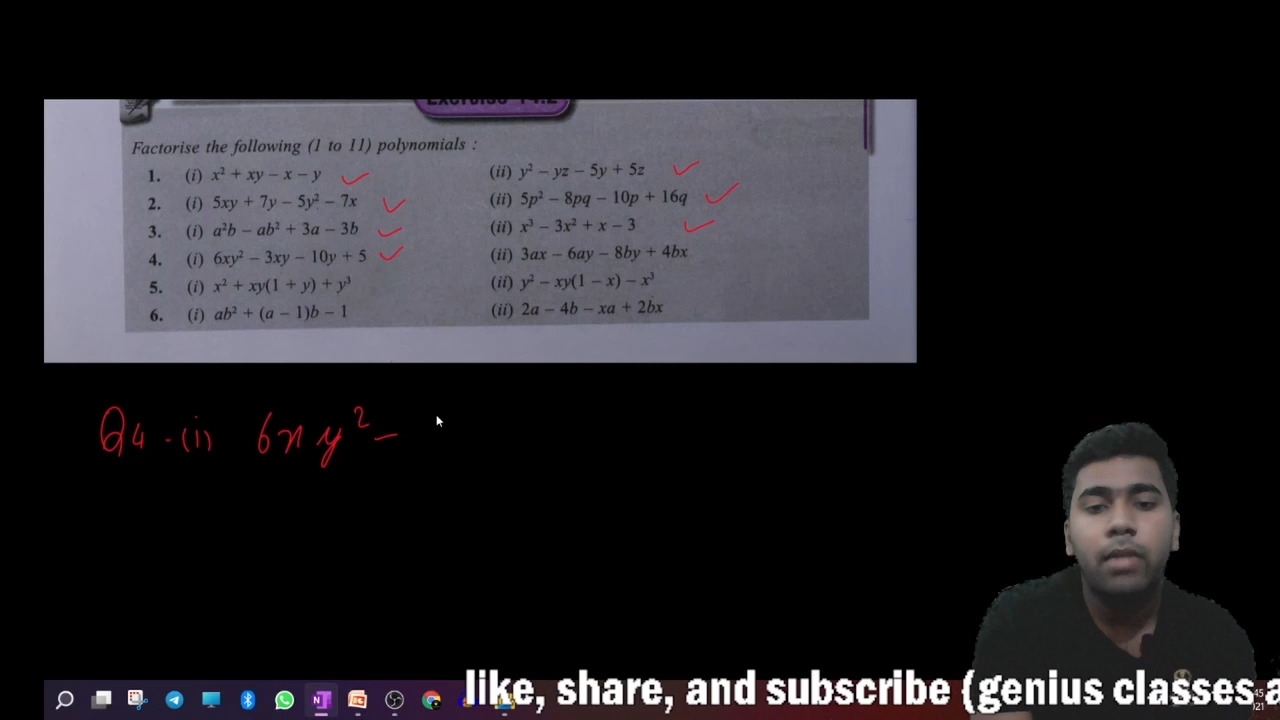 Exercise 14.2
Factorise the following (1 to 11) polynomials :
1. (i) x² + xy – x – y (ii) y² – yz – 5y + 5z
2. (i) 5xy + 7y – 5y² – 7x (ii) 5p² – 8pq – 10p + 16q
3. (i) a²b – ab² + 3a – 3b (ii) x³ – 3x² + x – 3
4. (i) 6xy² – 3xy – 10y + 5 (ii) 3ax – 6ay – 8by + 4bx
5. (i) x² + xy(1 + y) + y³ (ii) y² – xy(1 – x) – x³
6. (i) ab² + (a – 1)b – 1 (ii) 2a – 4b – xa + 2bx
Q4 - (i) 6xy² –
like, share, and subscribe (genius classes a